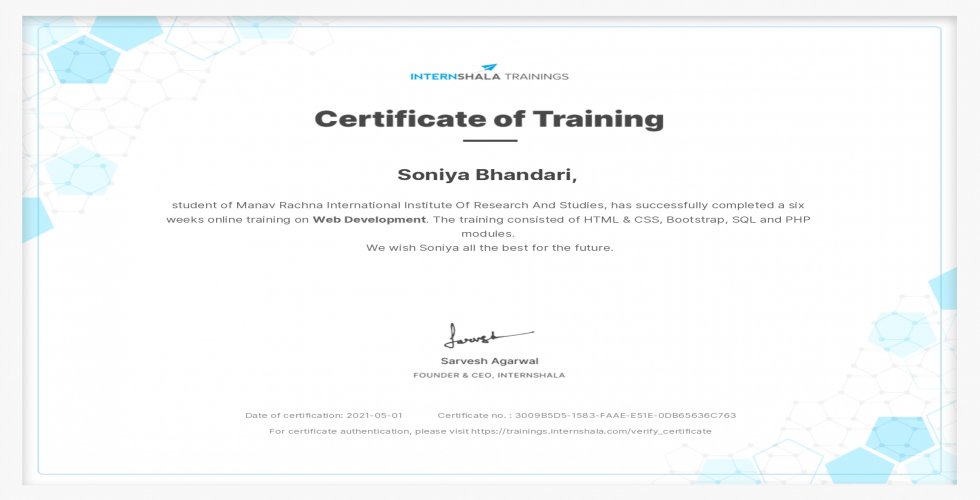 INTERNSHALA TRAININGS
Certificate of Training
Soniya Bhandari,
student of Manav Rachna International Institute Of Research And Studies, has successfully completed a six
weeks online training on Web Development. The training consisted of HTML & CSS, Bootstrap, SQL and PHP
modules.
We wish Soniya all the best for the future.
Sarvesh
Sarvesh Agarwal
FOUNDER & CEO, INTERNSHALA
Date of certification: 2021-05-01 Certificate no. : 3009B5D5-1583-FAAE-E51E-0DB65636C763
For certificate authentication, please visit https://trainings.internshala.com/verify_certificate